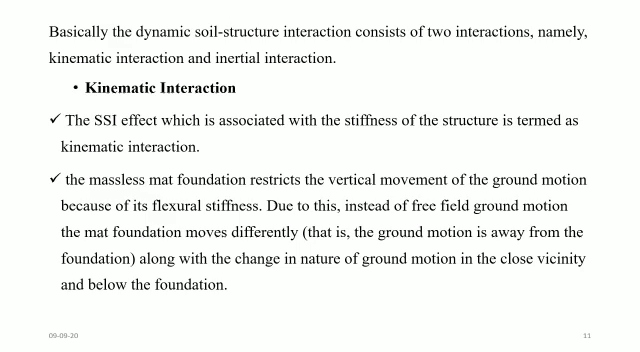 Basically the dynamic soil-structure interaction consists of two interactions, namely,
kinematic interaction and inertial interaction.
• Kinematic Interaction
✓ The SSI effect which is associated with the stiffness of the structure is termed as
kinematic interaction.
✓ the massless mat foundation restricts the vertical movement of the ground motion
because of its flexural stiffness. Due to this, instead of free field ground motion
the mat foundation moves differently (that is, the ground motion is away from the
foundation) along with the change in nature of ground motion in the close vicinity
and below the foundation.
09-09-20
11